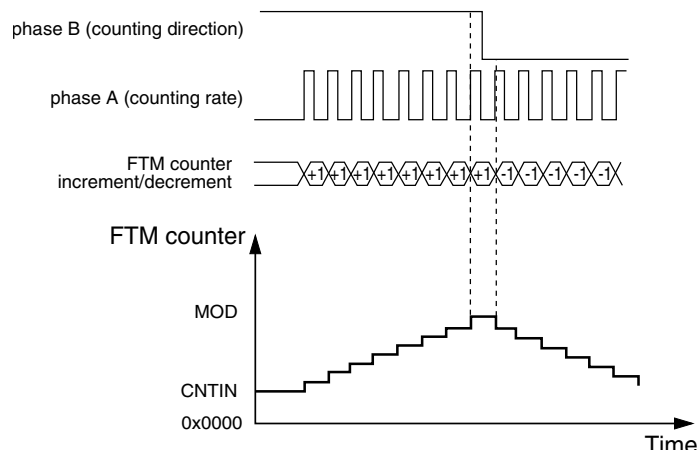 phase B (counting direction)
phase A (counting rate)
FTM counter
increment/decrement
+1 +1 +1 +1 +1 +1 +1 +1 -1 -1 -1 -1 -1
FTM counter
MOD
CNTIN
0x0000
Time